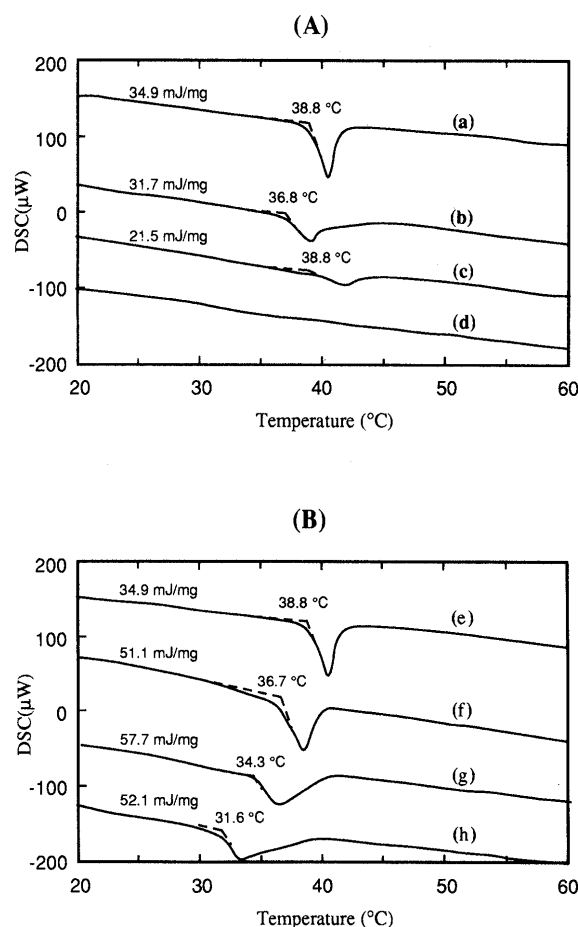 (A)
200
100
0
-100
-200
DSC(μW)
34.9 mJ/mg
38.8 °C
(a)
31.7 mJ/mg
36.8 °C
(b)
21.5 mJ/mg
38.8 °C
(c)
(d)
20 30 40 50 60
Temperature (°C)
(B)
200
100
0
-100
-200
DSC(μW)
34.9 mJ/mg
38.8 °C
(e)
51.1 mJ/mg
36.7 °C
(f)
57.7 mJ/mg
34.3 °C
(g)
52.1 mJ/mg
31.6 °C
(h)
20 30 40 50 60
Temperature (°C)